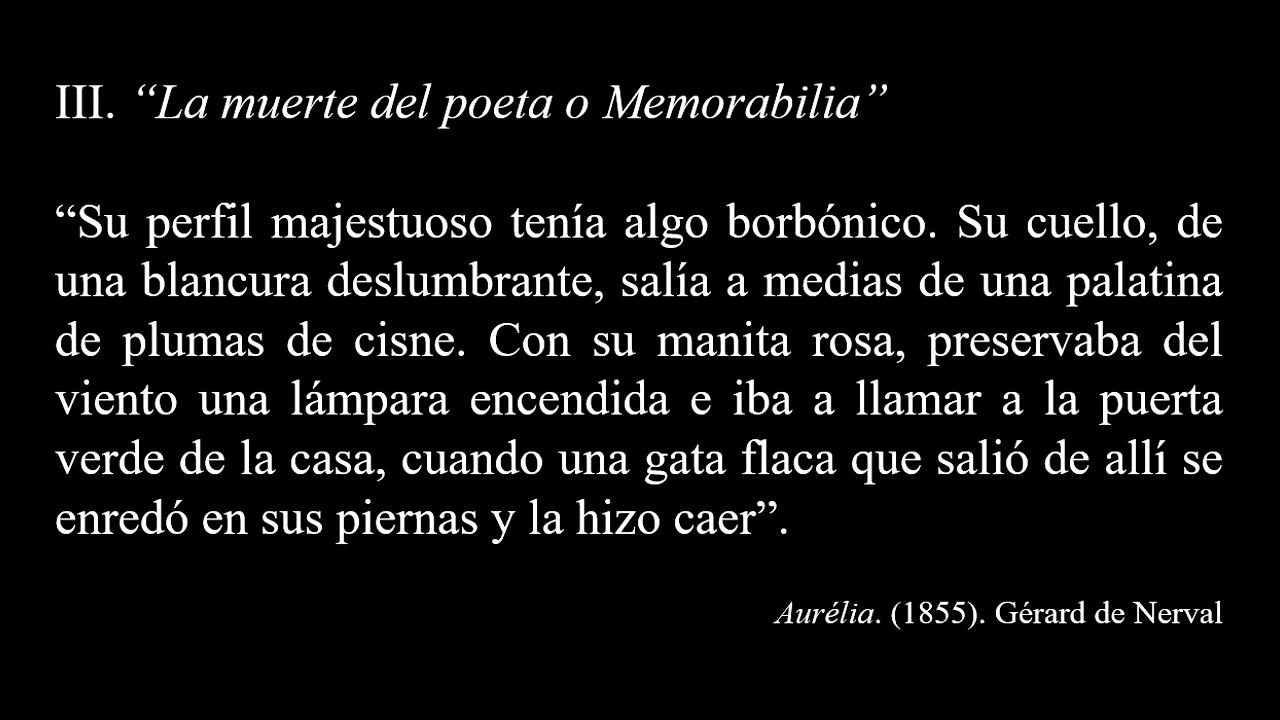 III. “La muerte del poeta o Memorabilia”
“Su perfil majestuoso tenía algo borbónico. Su cuello, de
una blancura deslumbrante, salía a medias de una palatina
de plumas de cisne. Con su manita rosa, preservaba del
viento una lámpara encendida e iba a llamar a la puerta
verde de la casa, cuando una gata flaca que salió de allí se
enredó en sus piernas y la hizo caer”.
Aurélia. (1855). Gérard de Nerval